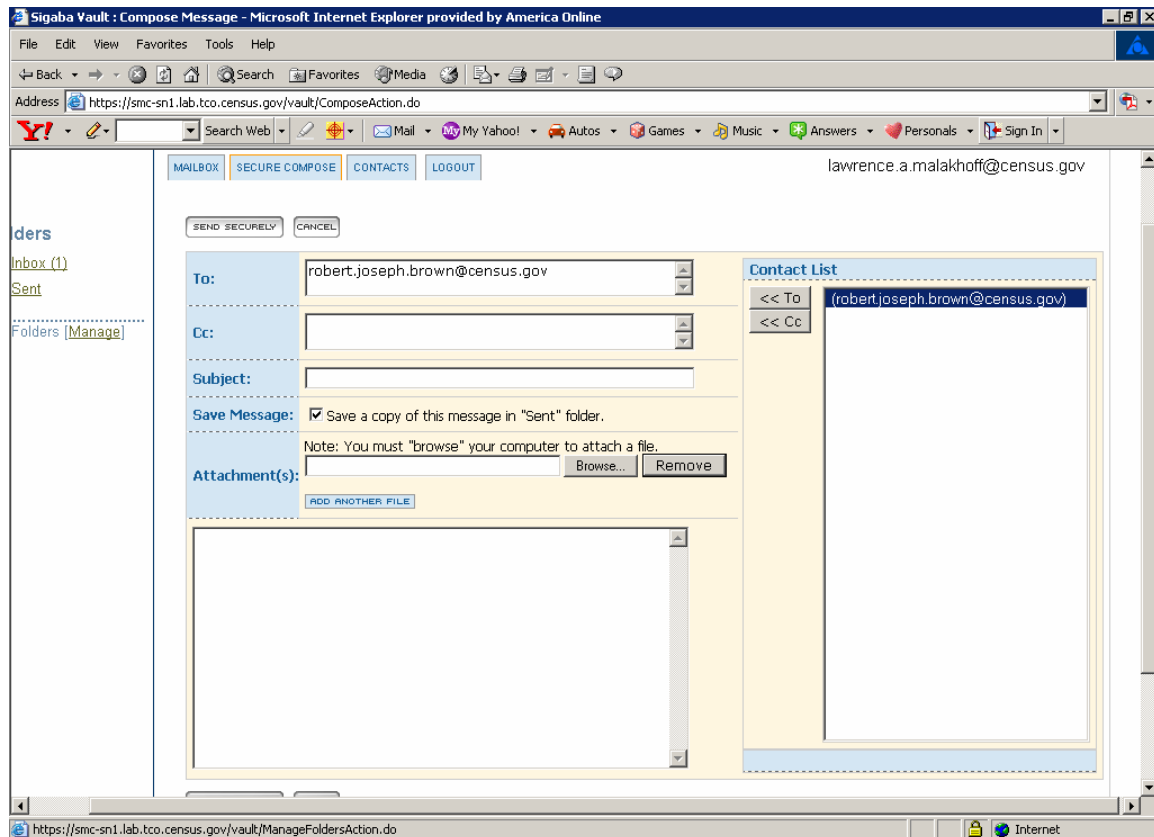 Sigaba Vault : Compose Message - Microsoft Internet Explorer provided by America Online
File Edit View Favorites Tools Help
Back Search Favorites Media
Address https://smc-sn1.lab.tco.census.gov/vault/ComposeAction.do
Y! Search Web Mail My Yahoo! Autos Games Music Answers Personals Sign In
MAILBOX SECURE COMPOSE CONTACTS LOGOUT lawrence.a.malakhoff@census.gov
SEND SECURELY CANCEL
lders
Inbox (1)
Sent
Folders [Manage]
To: robert.joseph.brown@census.gov
Cc:
Subject:
Save Message: Save a copy of this message in "Sent" folder.
Note: You must "browse" your computer to attach a file.
Attachment(s): Browse... Remove
ADD ANOTHER FILE
Contact List
<< To (robert.joseph.brown@census.gov)
<< Cc
https://smc-sn1.lab.tco.census.gov/vault/ManageFoldersAction.do Internet